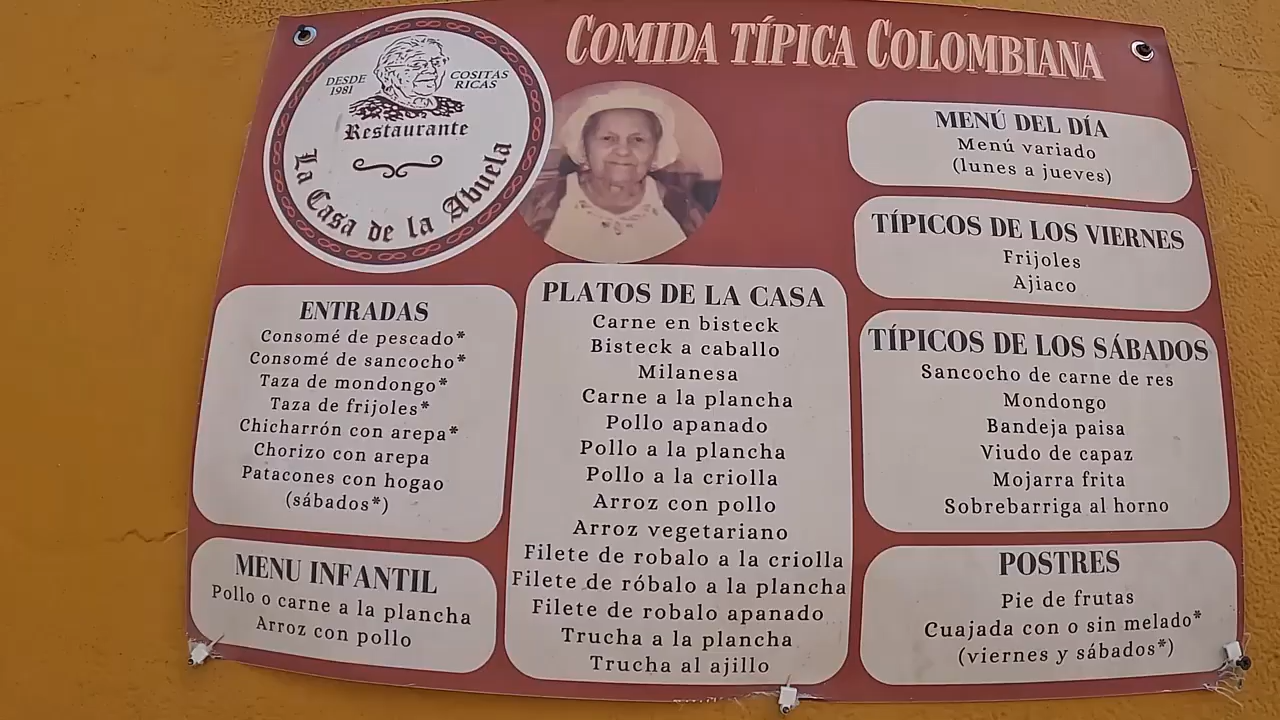 COMIDA TÍPICA COLOMBIANA
DESDE
1981
COSITAS
RICAS
Restaurante
La Casa de la Abuela
ENTRADAS
Consomé de pescado*
Consomé de sancocho*
Taza de mondongo*
Taza de frijoles*
Chicharrón con arepa*
Chorizo con arepa
Patacones con hogao
(sábados*)
MENU INFANTIL
Pollo o carne a la plancha
Arroz con pollo
PLATOS DE LA CASA
Carne en bisteck
Bisteck a caballo
Milanesa
Carne a la plancha
Pollo apanado
Pollo a la plancha
Pollo a la criolla
Arroz con pollo
Arroz vegetariano
Filete de robalo a la criolla
Filete de róbalo a la plancha
Filete de robalo apanado
Trucha a la plancha
Trucha al ajillo
MENÚ DEL DÍA
Menú variado
(lunes a jueves)
TÍPICOS DE LOS VIERNES
Frijoles
Ajiaco
TÍPICOS DE LOS SÁBADOS
Sancocho de carne de res
Mondongo
Bandeja paisa
Viudo de capaz
Mojarra frita
Sobrebarriga al horno
POSTRES
Pie de frutas
Cuajada con o sin melado*
(viernes y sábados*)